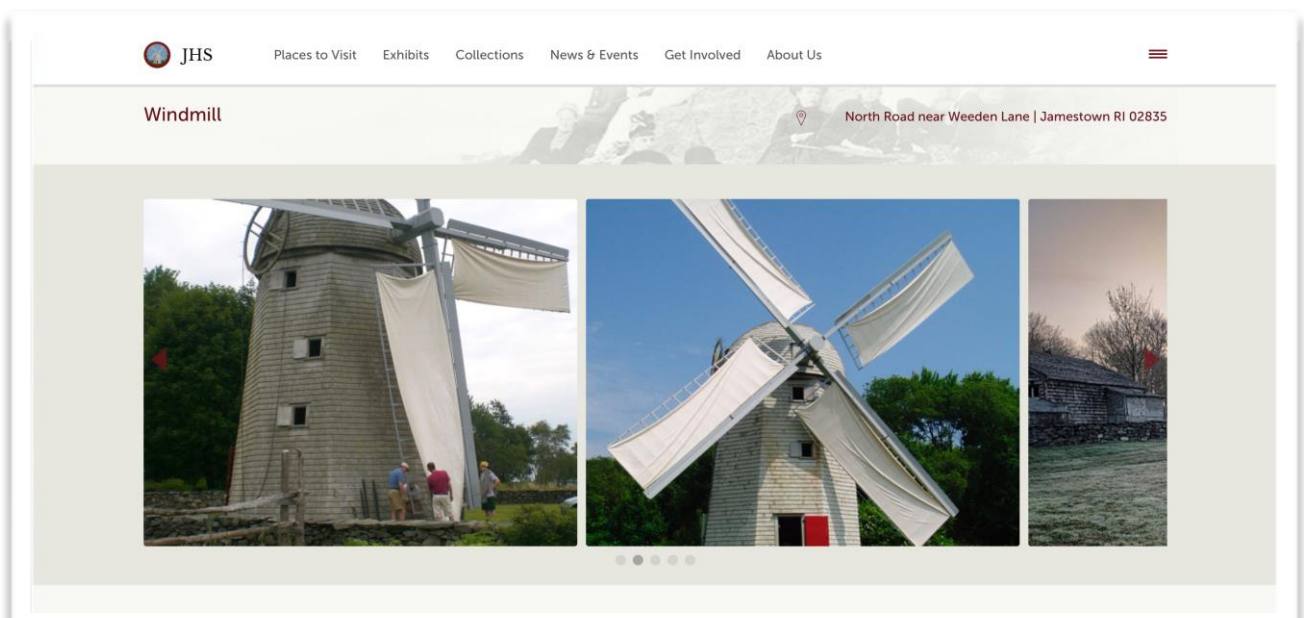 JHS
Places to Visit
Exhibits
Collections
News & Events
Get Involved
About Us
Windmill
North Road near Weeden Lane | Jamestown RI 02835